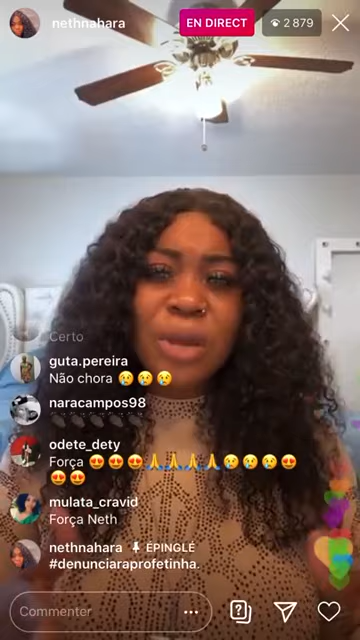 nethnahara
EN DIRECT
2 879
Certo
guta.pereira
Não chora 😢😢😢
naracampos98
odete_dety
Força 😍😍😍🙏🙏🙏🙏😢😢😢😍
😍😍
mulata_cravid
Força Neth
nethnahara 📌 ÉPINGLÉ
#denunciaraprofetinha.
Commenter